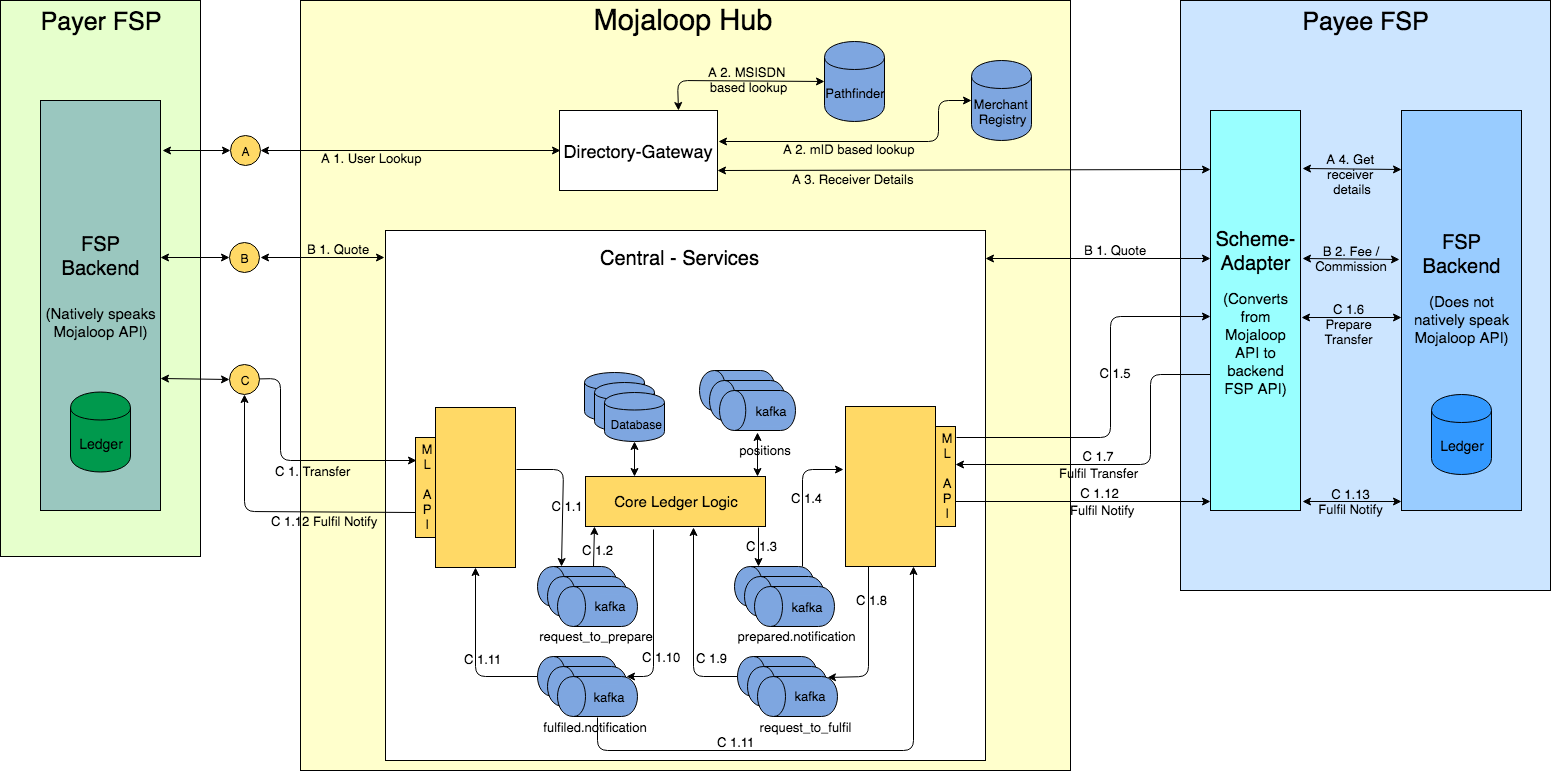 Payer FSP
Mojaloop Hub
Payee FSP
A 2. MSISDN
based lookup
Pathfinder
Merchant
Registry
Directory-Gateway
A
A 1. User Lookup
A 2. mID based lookup
A 3. Receiver Details
A 4. Get
receiver
details
FSP
Backend
(Natively speaks
Mojaloop API)
Ledger
B
B 1. Quote
Central - Services
B 1. Quote
Scheme-
Adapter
(Converts
from
Mojaloop
API to
backend
FSP API)
B 2. Fee /
Commission
FSP
Backend
(Does not
natively speak
Mojaloop API)
Ledger
C 1.6
Prepare
Transfer
C
C 1. Transfer
C 1.12 Fulfil Notify
M
L
A
P
I
Database
kafka
positions
Core Ledger Logic
C 1.1
C 1.2
C 1.3
C 1.4
M
L
A
P
I
C 1.5
C 1.7
Fulfil Transfer
C 1.12
Fulfil Notify
C 1.13
Fulfil Notify
kafka
request_to_prepare
kafka
prepared.notification
C 1.8
C 1.11
C 1.10
C 1.9
kafka
fulfiled.notification
kafka
request_to_fulfil
C 1.11